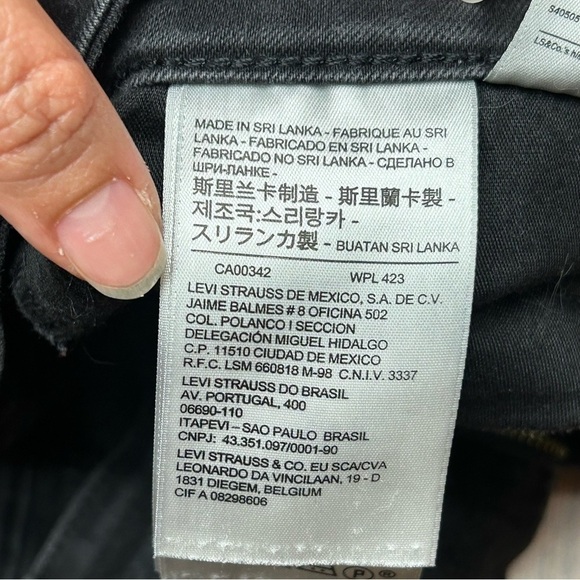 S40505
LS&Co.'s
MADE IN SRI LANKA - FABRIQUE AU SRI
LANKA - FABRICADO EN SRI LANKA -
FABRICADO NO SRI LANKA - СДЕЛАНО В
ШРИ-ЛАНКЕ -
斯里兰卡制造 - 斯里蘭卡製 -
제조국:스리랑카 -
スリランカ製 - BUATAN SRI LANKA
CA00342 WPL 423
LEVI STRAUSS DE MEXICO, S.A. DE C.V.
JAIME BALMES # 8 OFICINA 502
COL. POLANCO I SECCION
DELEGACIÓN MIGUEL HIDALGO
C.P. 11510 CIUDAD DE MEXICO
R.F.C. LSM 660818 M-98 C.N.I.V. 3337
LEVI STRAUSS DO BRASIL
AV. PORTUGAL, 400
06690-110
ITAPEVI – SAO PAULO BRASIL
CNPJ: 43.351.097/0001-90
LEVI STRAUSS & CO. EU SCA/CVA
LEONARDO DA VINCILAAN, 19 - D
1831 DIEGEM, BELGIUM
CIF A 08298606
P